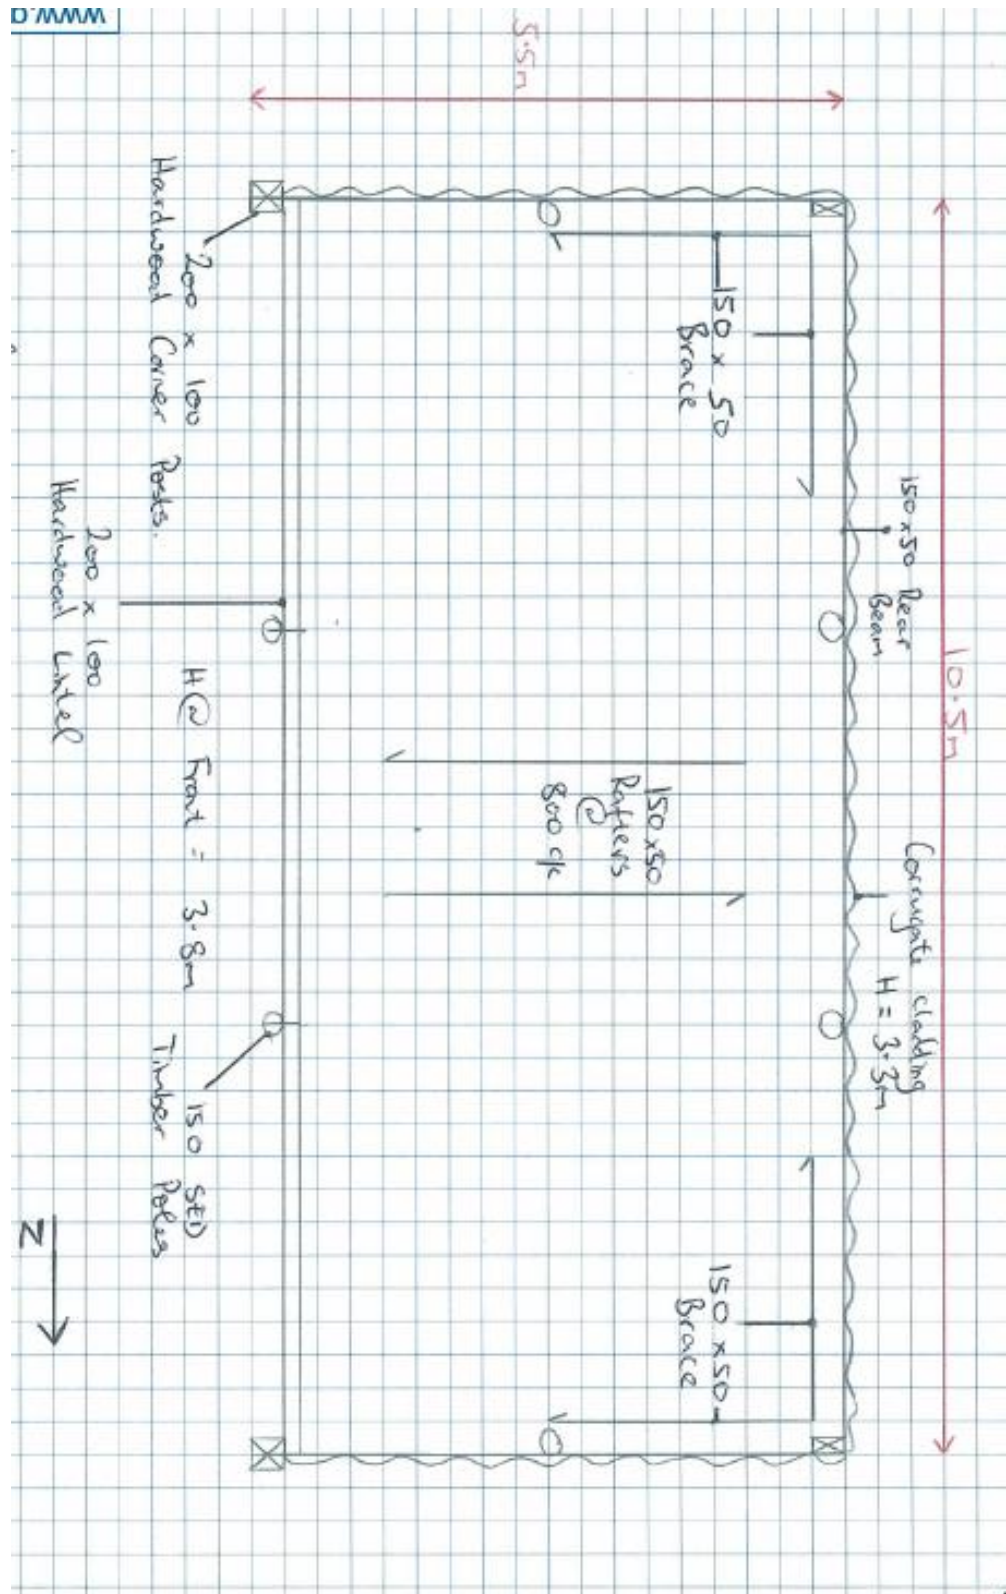 10.5m
5.5m
150 x 50 Rear
Beam
Corrugate cladding
H = 3.3m
150 x 50
Brace
150 x 50
Brace
150 x 50
Rafters
@
800 c/c
200 x 100
Hardwood Corner Posts.
H@ Front = 3.8m
150 SED
Timber Poles
200 x 100
Hardwood Lintel
N
www.